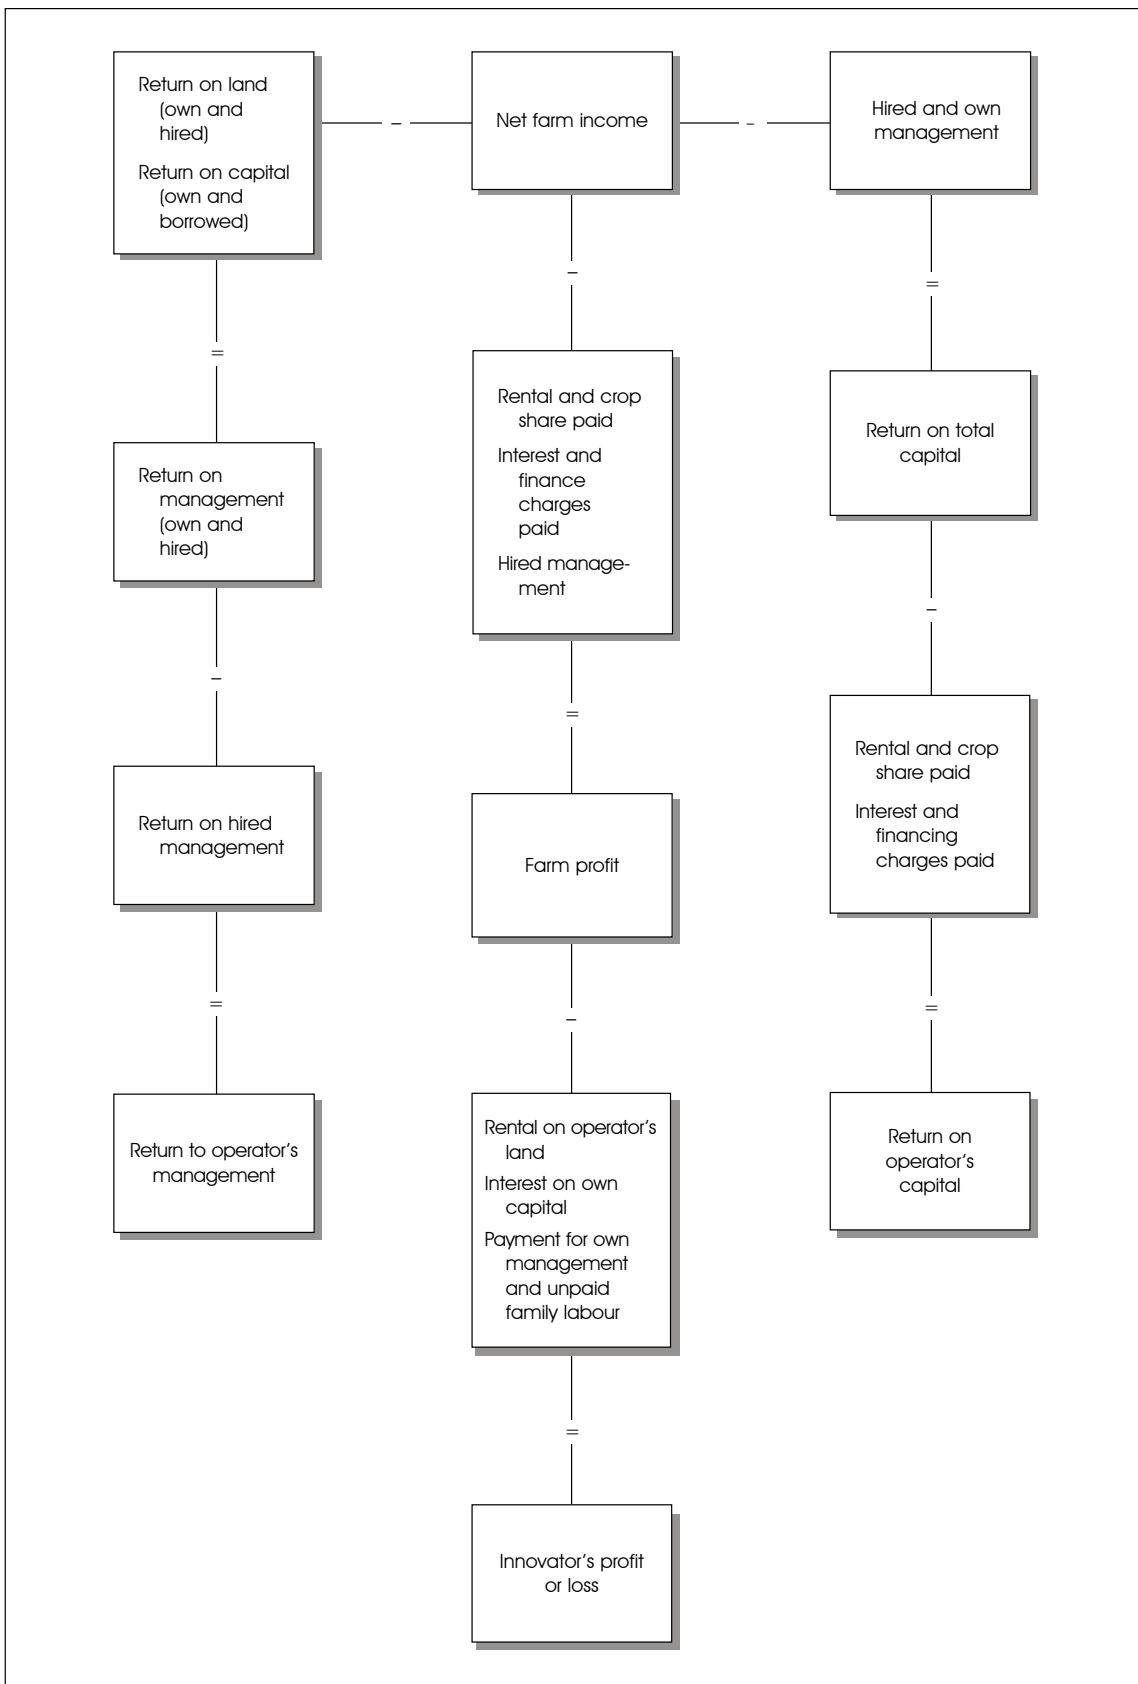 Return on land
(own and
hired)
Return on capital
(own and
borrowed)
–
Net farm income
–
Hired and own
management
=
–
=
Return on
management
(own and
hired)
Rental and crop
share paid
Interest and
finance
charges
paid
Hired manage-
ment
Return on total
capital
–
=
–
Return on hired
management
Farm profit
Rental and crop
share paid
Interest and
financing
charges paid
=
–
=
Return to operator's
management
Rental on operator's
land
Interest on own
capital
Payment for own
management
and unpaid
family labour
Return on
operator's
capital
=
Innovator's profit
or loss